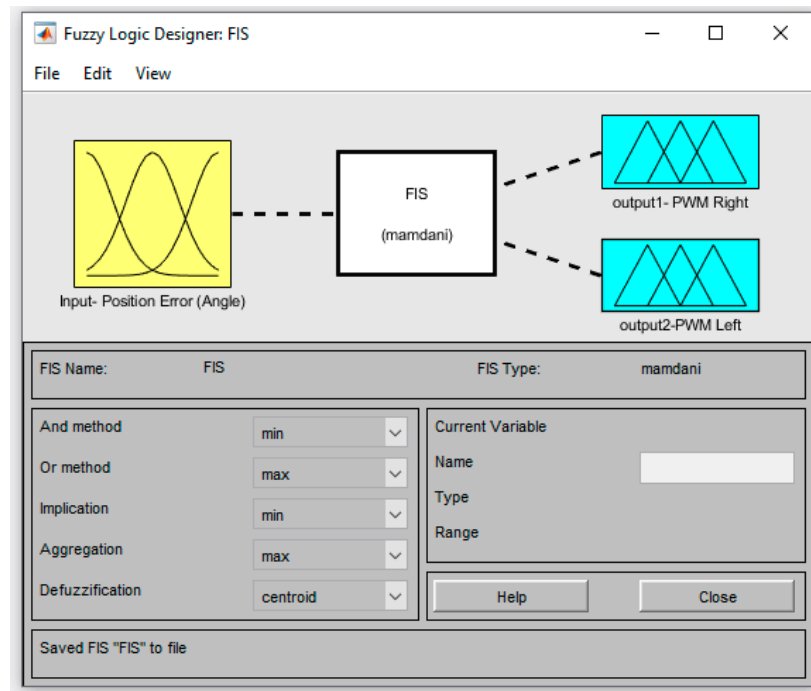 Fuzzy Logic Designer: FIS
File Edit View
FIS
(mamdani)
output1- PWM Right
Input- Position Error (Angle)
output2-PWM Left
FIS Name: FIS FIS Type: mamdani
And method min
Or method max
Implication min
Aggregation max
Defuzzification centroid
Current Variable
Name
Type
Range
Help Close
Saved FIS "FIS" to file